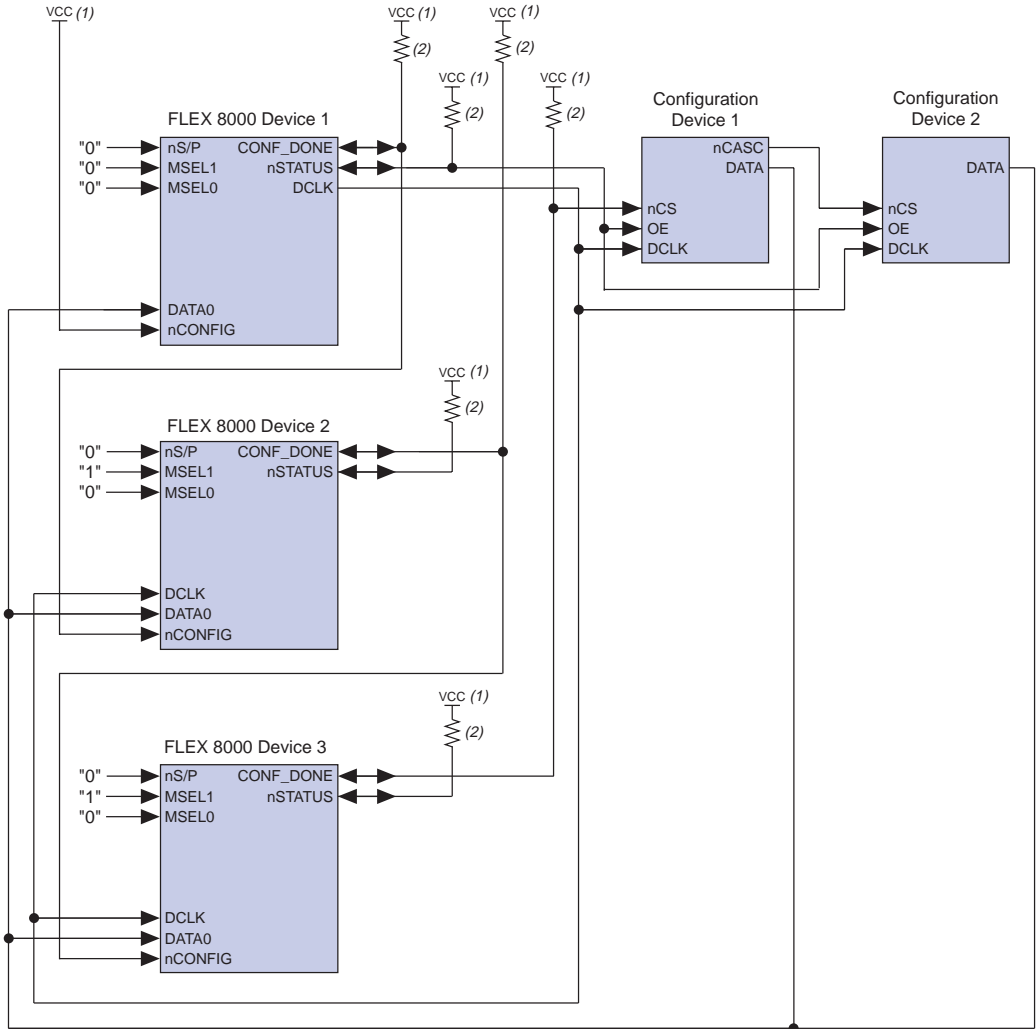 VCC (1)
VCC (1)
VCC (1)
(2)
(2)
VCC (1)
VCC (1)
(2)
(2)
FLEX 8000 Device 1
"0" nS/P CONF_DONE
"0" MSEL1 nSTATUS
"0" MSEL0 DCLK
DATA0
nCONFIG
Configuration
Device 1
nCASC
DATA
nCS
OE
DCLK
Configuration
Device 2
DATA
nCS
OE
DCLK
VCC (1)
(2)
FLEX 8000 Device 2
"0" nS/P CONF_DONE
"1" MSEL1 nSTATUS
"0" MSEL0
DCLK
DATA0
nCONFIG
VCC (1)
(2)
FLEX 8000 Device 3
"0" nS/P CONF_DONE
"1" MSEL1 nSTATUS
"0" MSEL0
DCLK
DATA0
nCONFIG